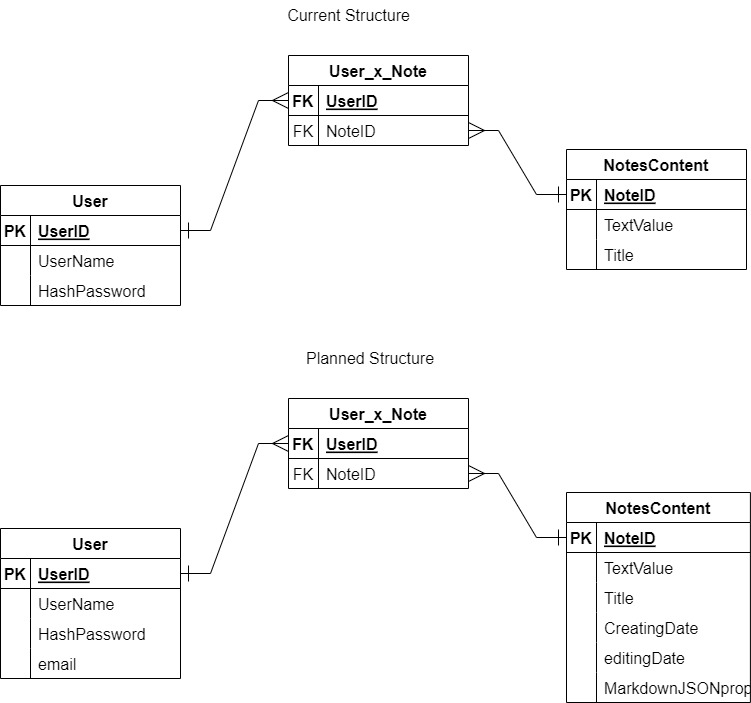 Current Structure
User_x_Note
FK UserID
FK NoteID
NotesContent
PK NoteID
TextValue
Title
User
PK UserID
UserName
HashPassword
Planned Structure
User_x_Note
FK UserID
FK NoteID
NotesContent
PK NoteID
TextValue
Title
CreatingDate
editingDate
MarkdownJSONprop
User
PK UserID
UserName
HashPassword
email